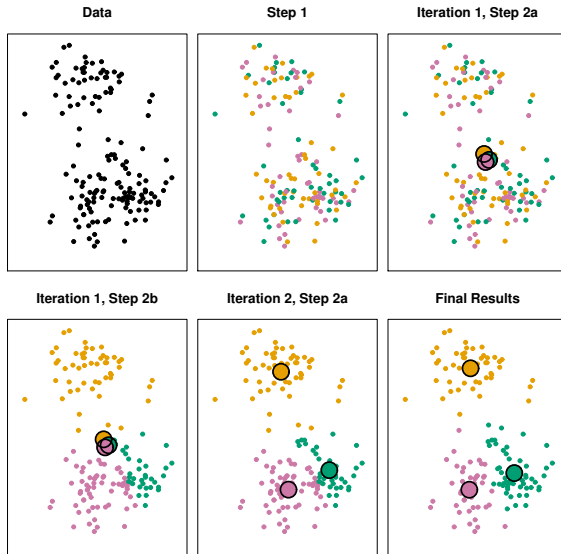 Data
Step 1
Iteration 1, Step 2a
Iteration 1, Step 2b
Iteration 2, Step 2a
Final Results